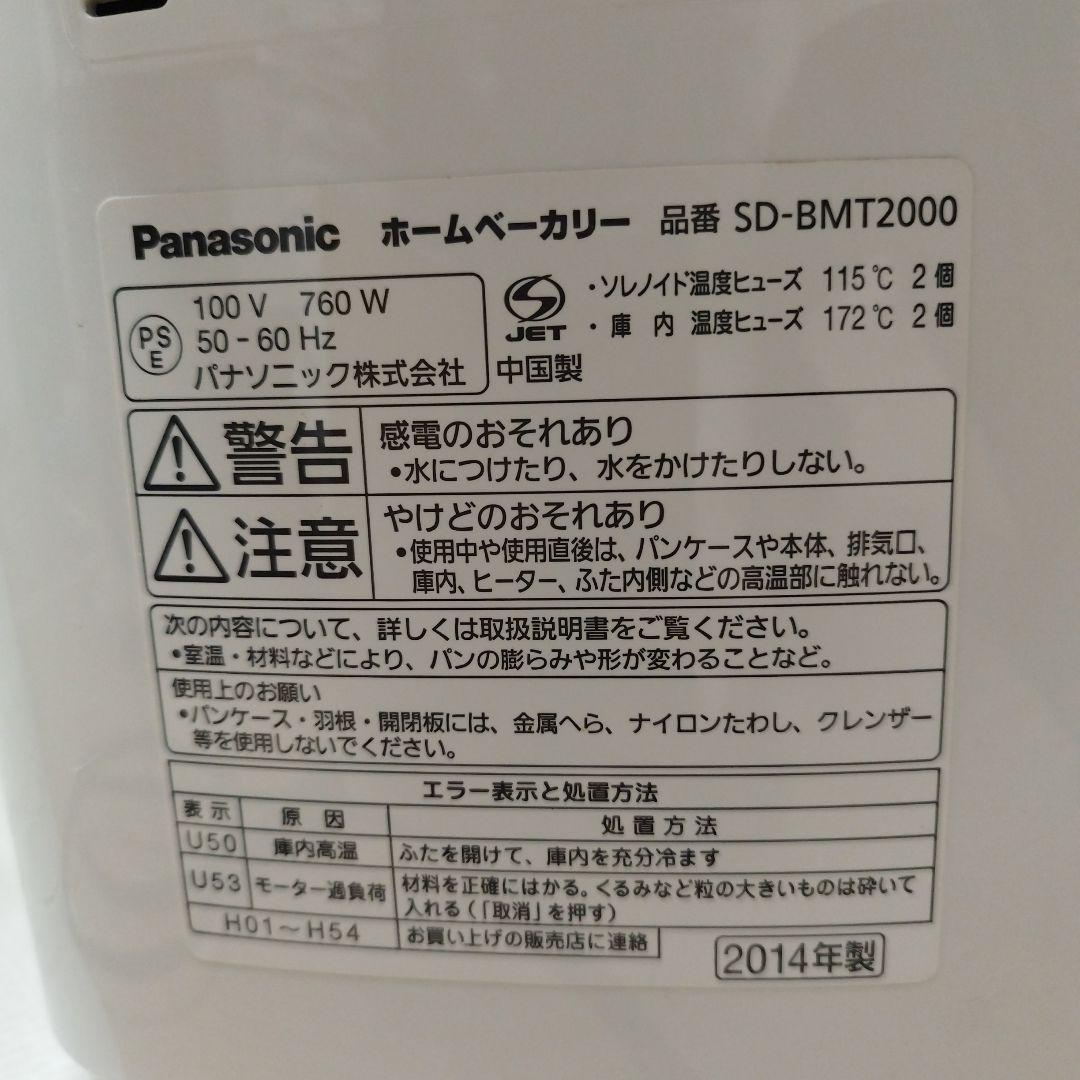 Panasonic ホームベーカリー 品番 SD-BMT2000
PSE
100V 760W
50-60Hz
パナソニック株式会社
JET
中国製
・ソレノイド温度ヒューズ 115℃ 2個
・庫内 温度ヒューズ 172℃ 2個
警告
感電のおそれあり
•水につけたり、水をかけたりしない。
注意
やけどのおそれあり
•使用中や使用直後は、パンケースや本体、排気口、
庫内、ヒーター、ふた内側などの高温部に触れない。
次の内容について、詳しくは取扱説明書をご覧ください。
•室温・材料などにより、パンの膨らみや形が変わることなど。
使用上のお願い
•パンケース・羽根・開閉板には、金属へら、ナイロンたわし、クレンザー
等を使用しないでください。
エラー表示と処置方法
表示 原因 処置方法
U50 庫内高温 ふたを開けて、庫内を充分冷ます
U53 モーター過負荷 材料を正確にはかる。くるみなど粒の大きいものは砕いて
入れる(「取消」を押す)
H01〜H54 お買い上げの販売店に連絡
2014年製